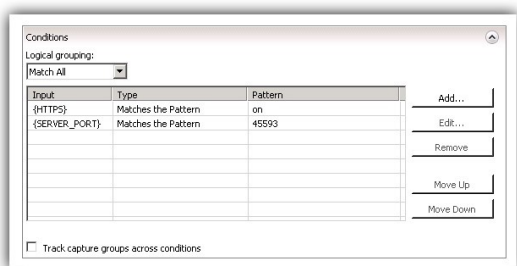 Conditions
Logical grouping:
Match All
Input Type Pattern
{HTTPS} Matches the Pattern on
{SERVER_PORT} Matches the Pattern 45593
Add...
Edit...
Remove
Move Up
Move Down
Track capture groups across conditions